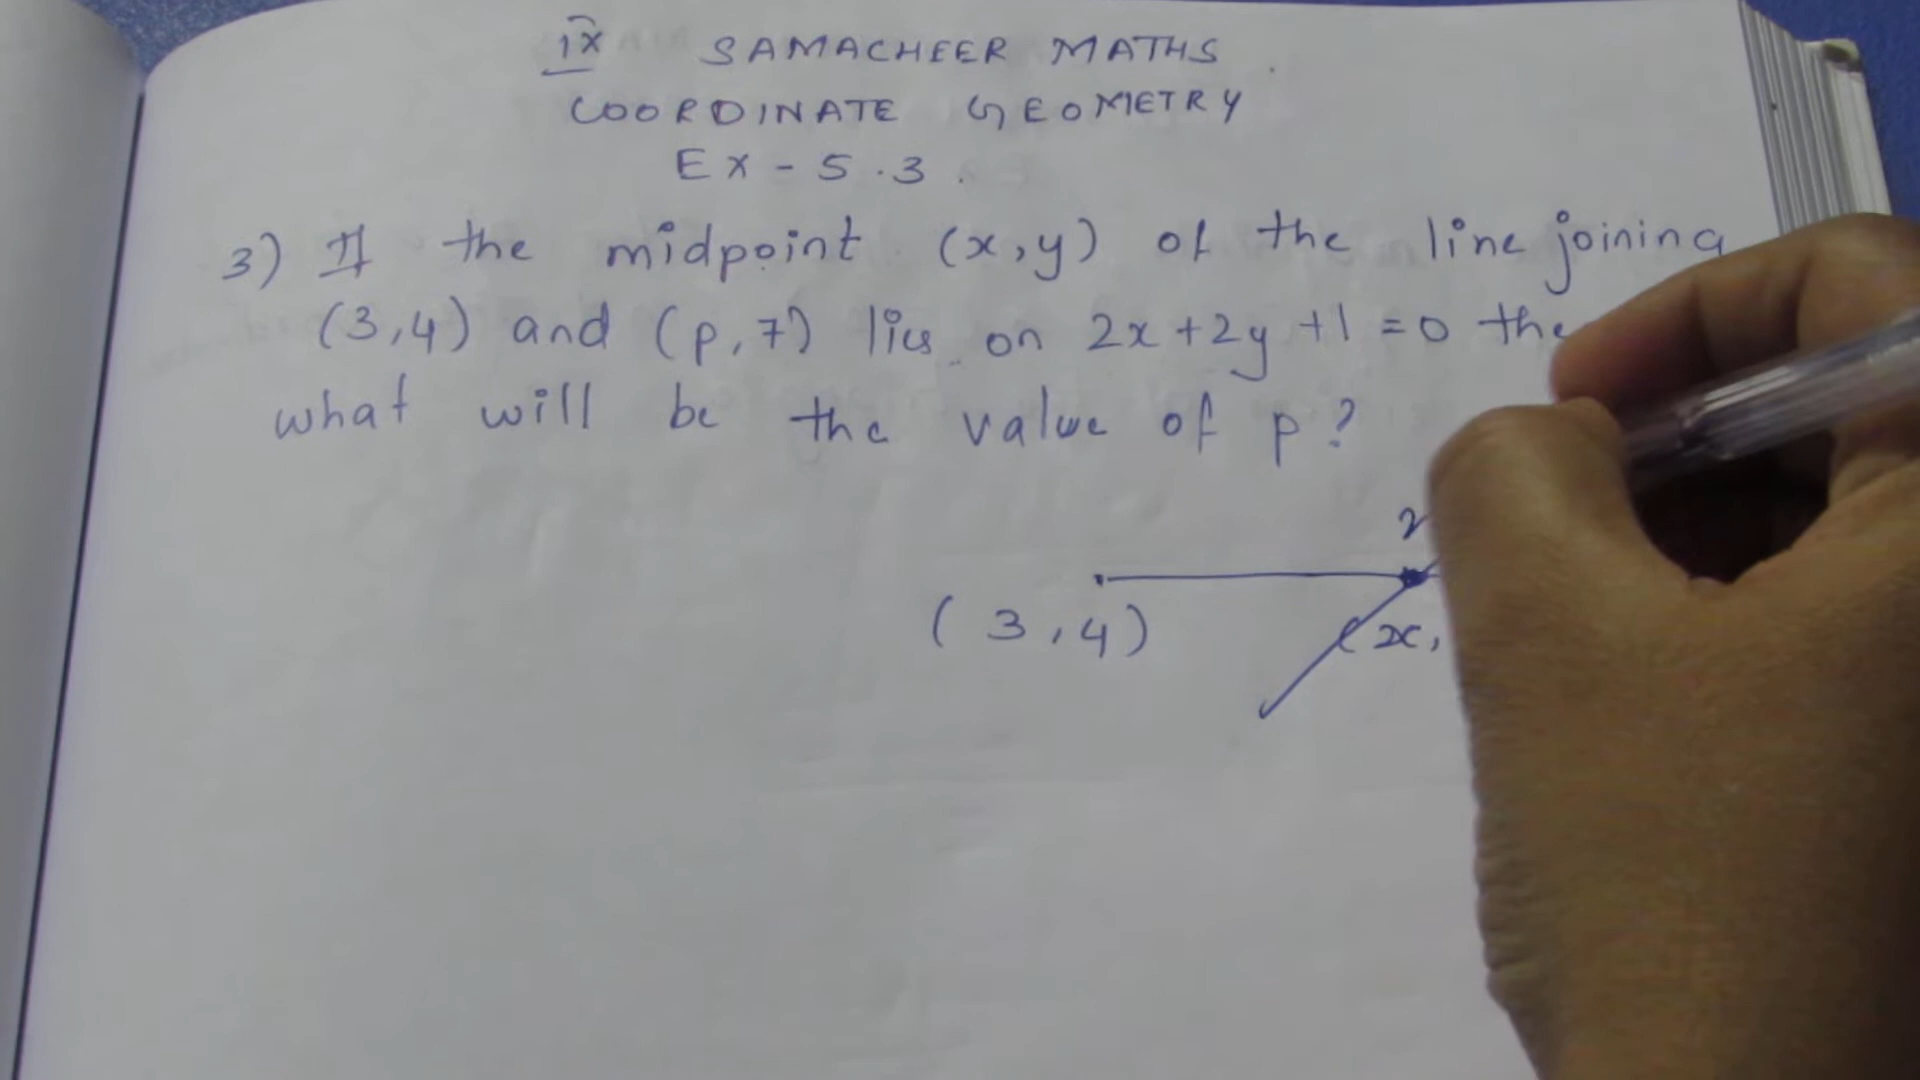 IX SAMACHEER MATHS
COORDINATE GEOMETRY
EX - 5.3.
3) If the midpoint (x,y) of the line joining
(3,4) and (p,7) lies on 2x+2y+1=0 the
what will be the value of p?
(3,4)
(x,